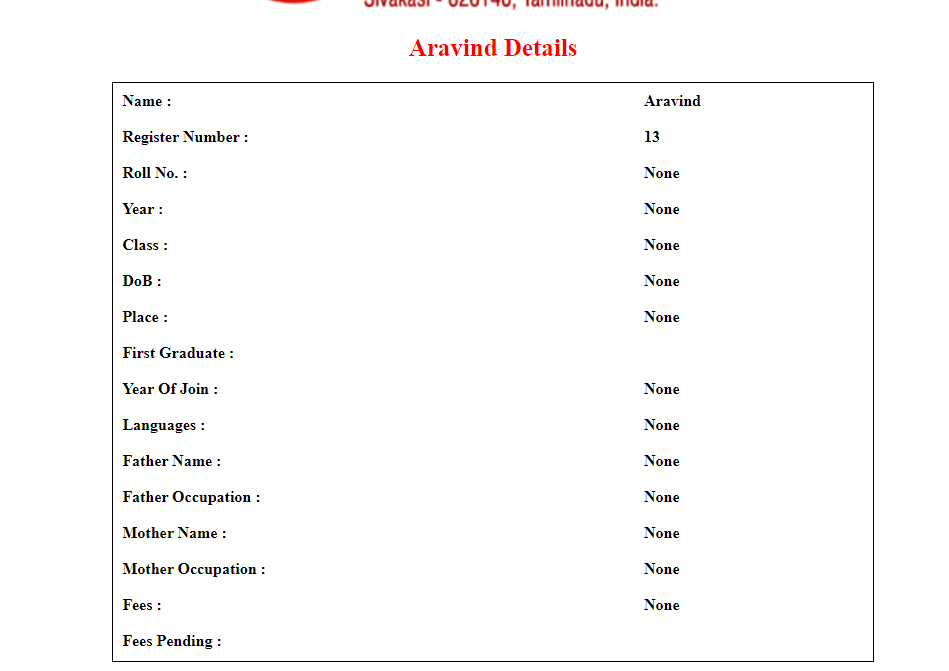 Sivakasi - 626140, Tamilnadu, India.
Aravind Details
Name : Aravind
Register Number : 13
Roll No. : None
Year : None
Class : None
DoB : None
Place : None
First Graduate :
Year Of Join : None
Languages : None
Father Name : None
Father Occupation : None
Mother Name : None
Mother Occupation : None
Fees : None
Fees Pending :